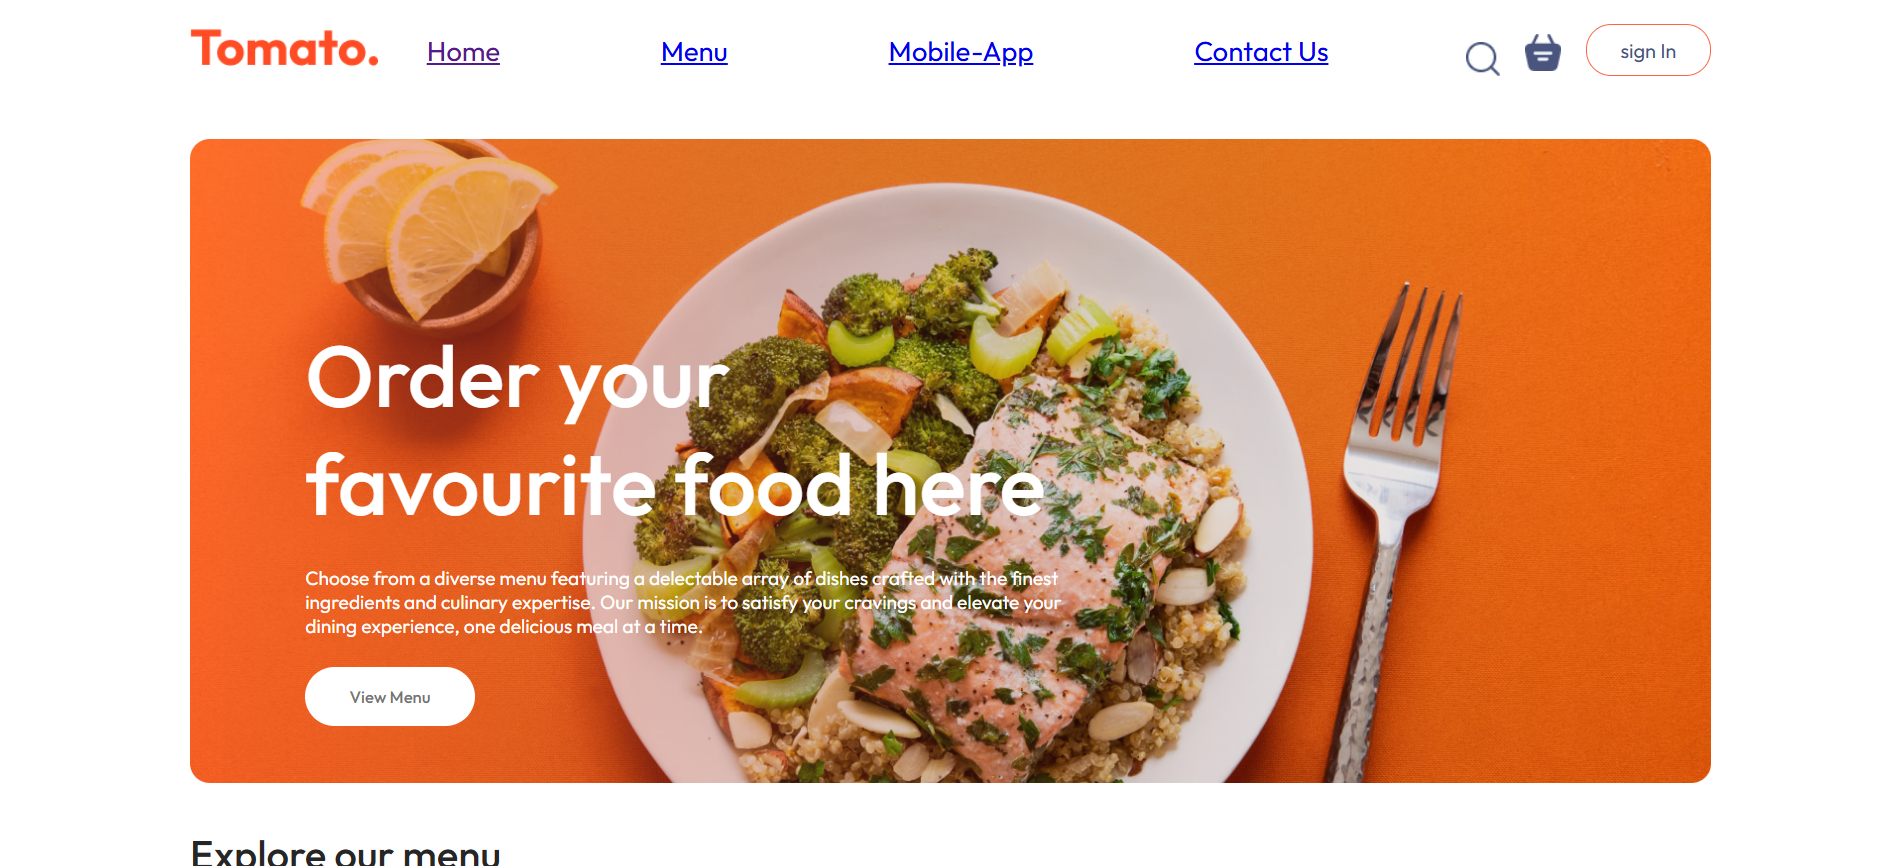 Tomato. Home Menu Mobile-App Contact Us sign In
Order your
favourite food here
Choose from a diverse menu featuring a delectable array of dishes crafted with the finest
ingredients and culinary expertise. Our mission is to satisfy your cravings and elevate your
dining experience, one delicious meal at a time.
View Menu
Explore our menu